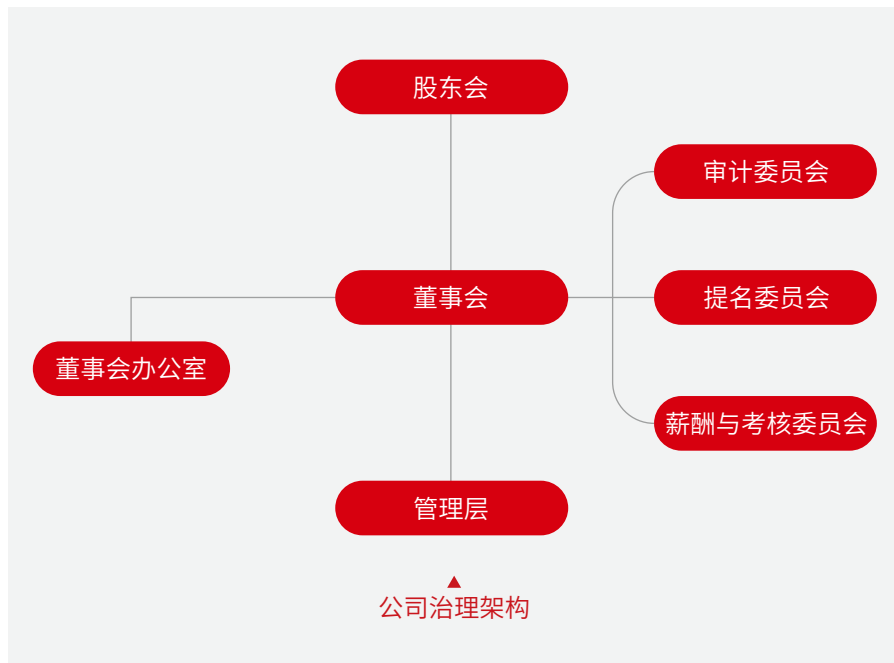 股东会
审计委员会
董事会
提名委员会
董事会办公室
薪酬与考核委员会
管理层
公司治理架构